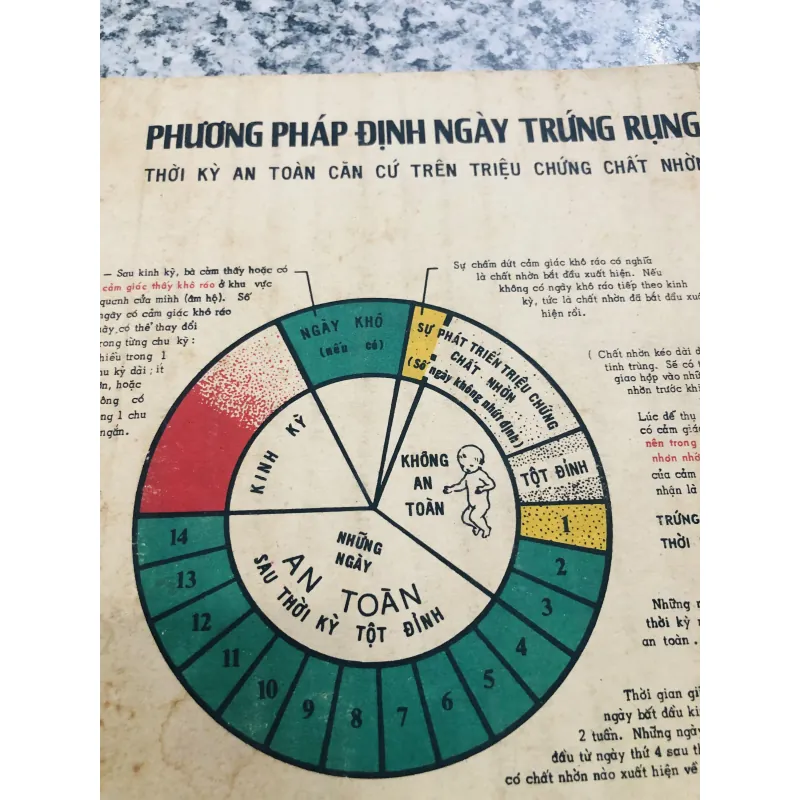 PHƯƠNG PHÁP ĐỊNH NGÀY TRỨNG RỤNG
THỜI KỲ AN TOÀN CĂN CỨ TRÊN TRIỆU CHỨNG CHẤT NHỜN
– Sau kinh kỳ, bà cảm thấy hoặc có
cảm giác thấy khô ráo ở khu vực
quanh cửa mình (âm hộ). Số
ngày có cảm giác khô ráo
này có thể thay đổi
trong từng chu kỳ:
nhiều trong 1
chu kỳ dài; ít
hơn, hoặc
không có
trong 1 chu
ngắn.
Sự chấm dứt cảm giác khô ráo có nghĩa
là chất nhờn bắt đầu xuất hiện. Nếu
không có ngày khô ráo tiếp theo kinh
kỳ, tức là chất nhờn đã bắt đầu xuất
hiện rồi.
( Chất nhờn kéo dài
tinh trùng. Sẽ có
giao hợp vào
nhờn trước khi
Lúc để thụ
có cảm giác
nên trong
nhơn
của cảm
nhận là
TRỨNG
THỜI
Những
thời kỳ
an toàn.
Thời gian
ngày bắt đầu
2 tuần. Những ngày
đầu từ ngày thứ 4 sau
có chất nhờn nào xuất hiện về
NGÀY KHÔ
(nếu có)
SỰ PHÁT TRIỂN TRIỆU CHỨNG
CHẤT NHỜN
(Số ngày không nhứt định)
TỘT ĐỈNH
KINH KỲ
KHÔNG
AN
TOÀN
NHỮNG
NGÀY
AN TOÀN
SAU THỜI KỲ TỘT ĐỈNH
1
2
3
4
5
6
7
8
9
10
11
12
13
14